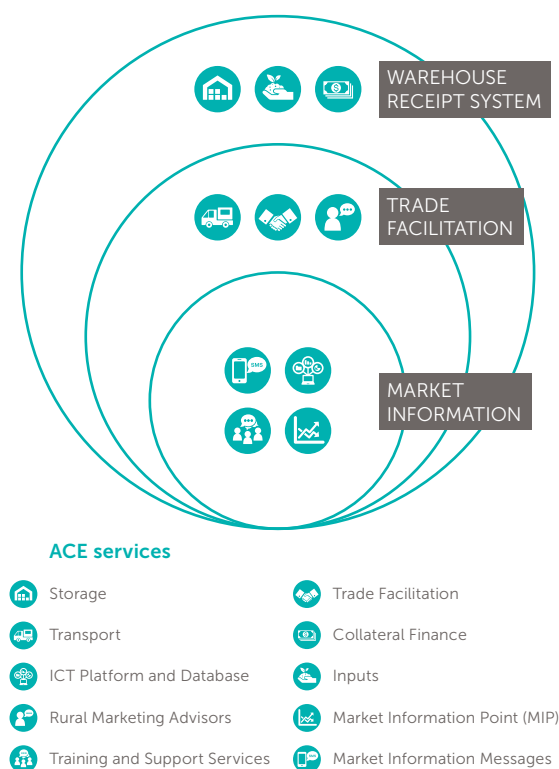 WAREHOUSE
RECEIPT SYSTEM
TRADE
FACILITATION
SMS
MARKET
INFORMATION
ACE services
Storage
Trade Facilitation
Transport
Collateral Finance
ICT Platform and Database
Inputs
Rural Marketing Advisors
Market Information Point (MIP)
Training and Support Services
Market Information Messages